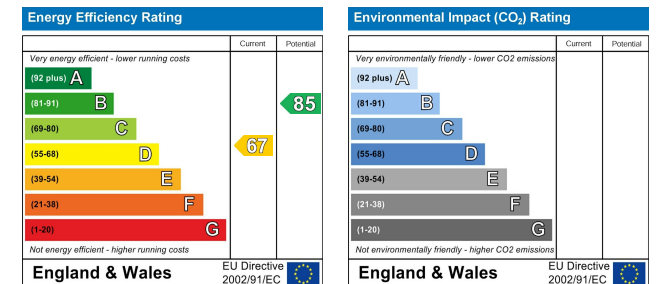 Energy Efficiency Rating
Current Potential
Very energy efficient - lower running costs
(92 plus) A
(81-91) B
85
(69-80) C
(55-68) D
67
(39-54) E
(21-38) F
(1-20) G
Not energy efficient - higher running costs
England & Wales
EU Directive
2002/91/EC
Environmental Impact (CO2) Rating
Current Potential
Very environmentally friendly - lower CO2 emissions
(92 plus) A
(81-91) B
(69-80) C
(55-68) D
(39-54) E
(21-38) F
(1-20) G
Not environmentally friendly - higher CO2 emissions
England & Wales
EU Directive
2002/91/EC